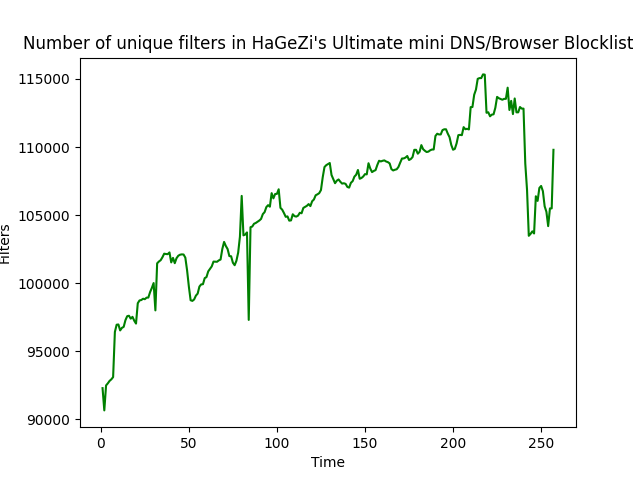 Number of unique filters in HaGeZi's Ultimate mini DNS/Browser Blocklist
115000
110000
105000
100000
95000
90000
Filters
0 50 100 150 200 250
Time